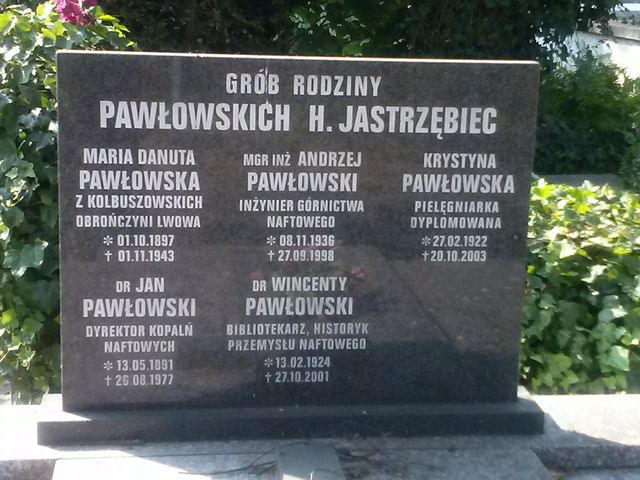 GRÓB RODZINY
PAWŁOWSKICH H. JASTRZĘBIEC
MARIA DANUTA
PAWŁOWSKA
Z KOLBUSZOWSKICH
OBROŃCZYNI LWOWA
* 01.10.1897
† 01.11.1943
MGR INŻ ANDRZEJ
PAWŁOWSKI
INŻYNIER GÓRNICTWA
NAFTOWEGO
* 08.11.1936
† 27.09.1998
KRYSTYNA
PAWŁOWSKA
PIELĘGNIARKA
DYPLOMOWANA
* 27.02.1922
† 20.10.2003
DR JAN
PAWŁOWSKI
DYREKTOR KOPALŃ
NAFTOWYCH
* 13.05.1891
† 26.08.1977
DR WINCENTY
PAWŁOWSKI
BIBLIOTEKARZ, HISTORYK
PRZEMYSŁU NAFTOWEGO
* 13.02.1924
† 27.10.2001